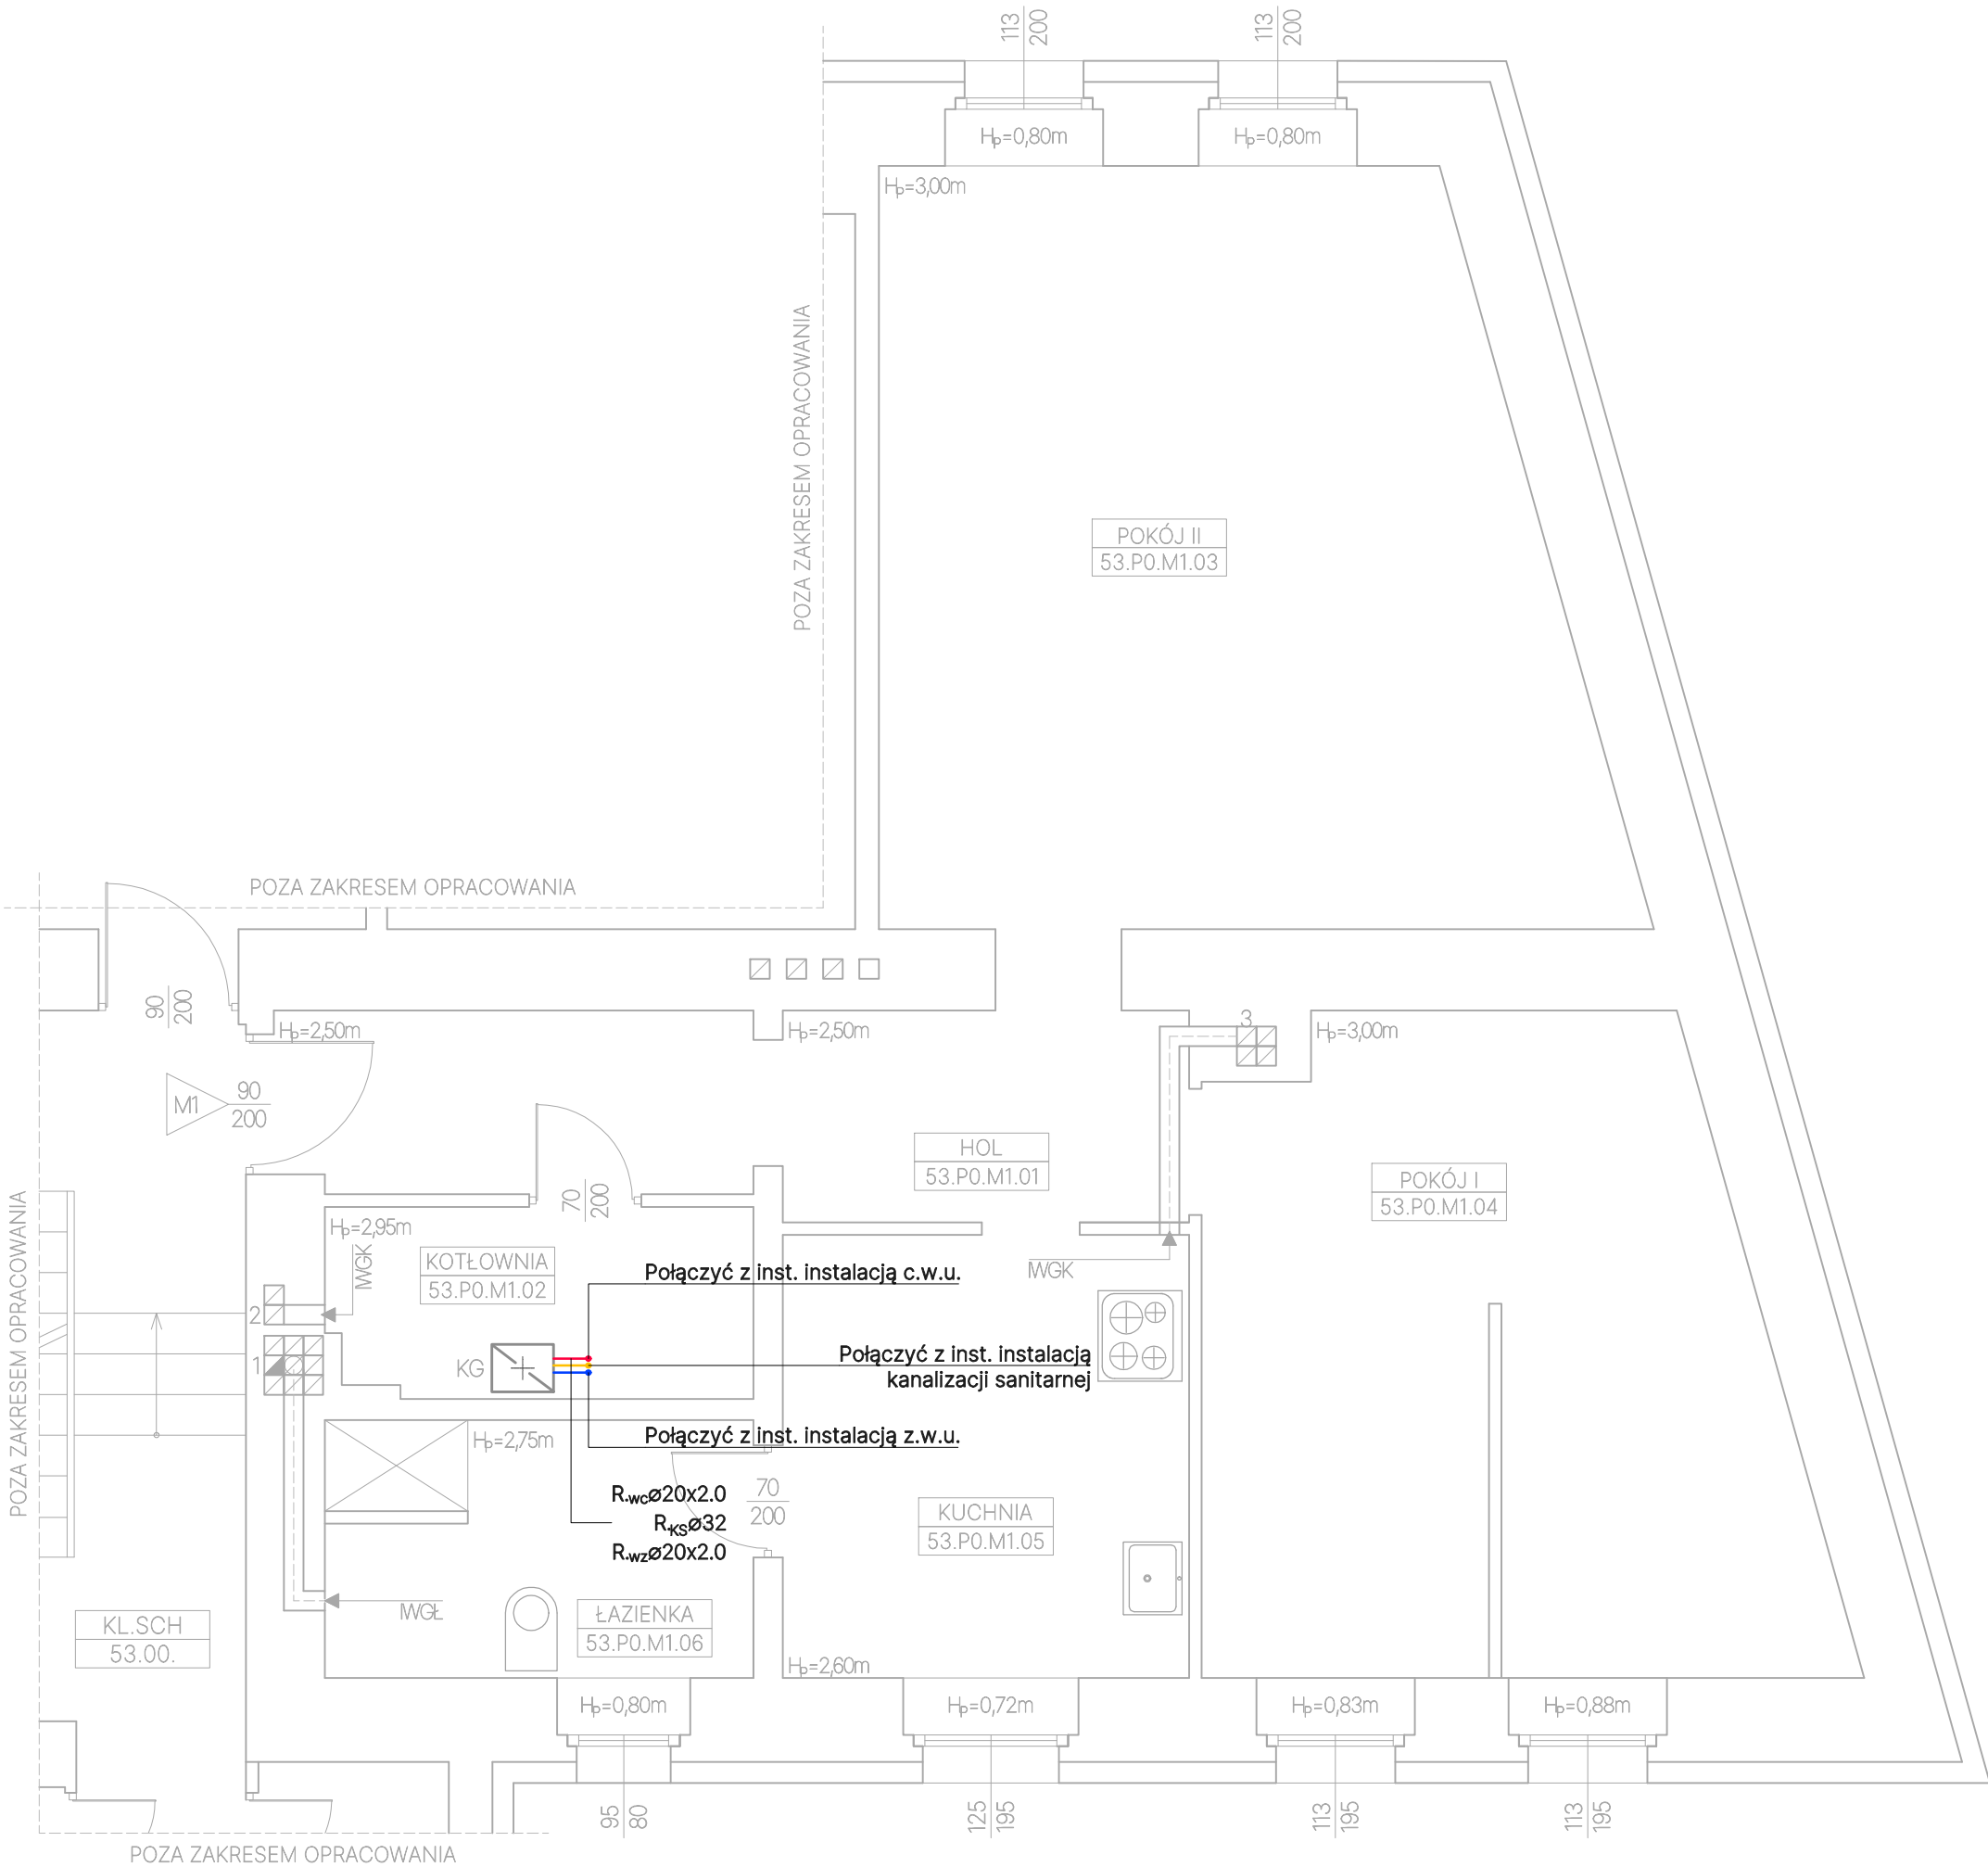 113
200
113
200
Hp=0,80m
Hp=0,80m
Hp=3,00m
POZA ZAKRESEM OPRACOWANIA
POKÓJ II
53.P0.M1.03
POZA ZAKRESEM OPRACOWANIA
90
200
Hp=2,50m
Hp=2,50m
3
Hp=3,00m
M1
90
200
HOL
53.P0.M1.01
POKÓJ I
53.P0.M1.04
70
200
POZA ZAKRESEM OPRACOWANIA
Hp=2,95m
IWGK
KOTŁOWNIA
53.P0.M1.02
IWGK
Połączyć z inst. instalacją c.w.u.
2
1
KG
Połączyć z inst. instalacją
kanalizacji sanitarnej
Hp=2,75m
Połączyć z inst. instalacją z.w.u.
R.wcø20x2.0
R.KSø32
R.wzø20x2.0
70
200
KUCHNIA
53.P0.M1.05
IWGŁ
ŁAZIENKA
53.P0.M1.06
KL.SCH
53.00.
Hp=2,60m
Hp=0,80m
Hp=0,72m
Hp=0,83m
Hp=0,88m
95
80
125
195
113
195
113
195
POZA ZAKRESEM OPRACOWANIA